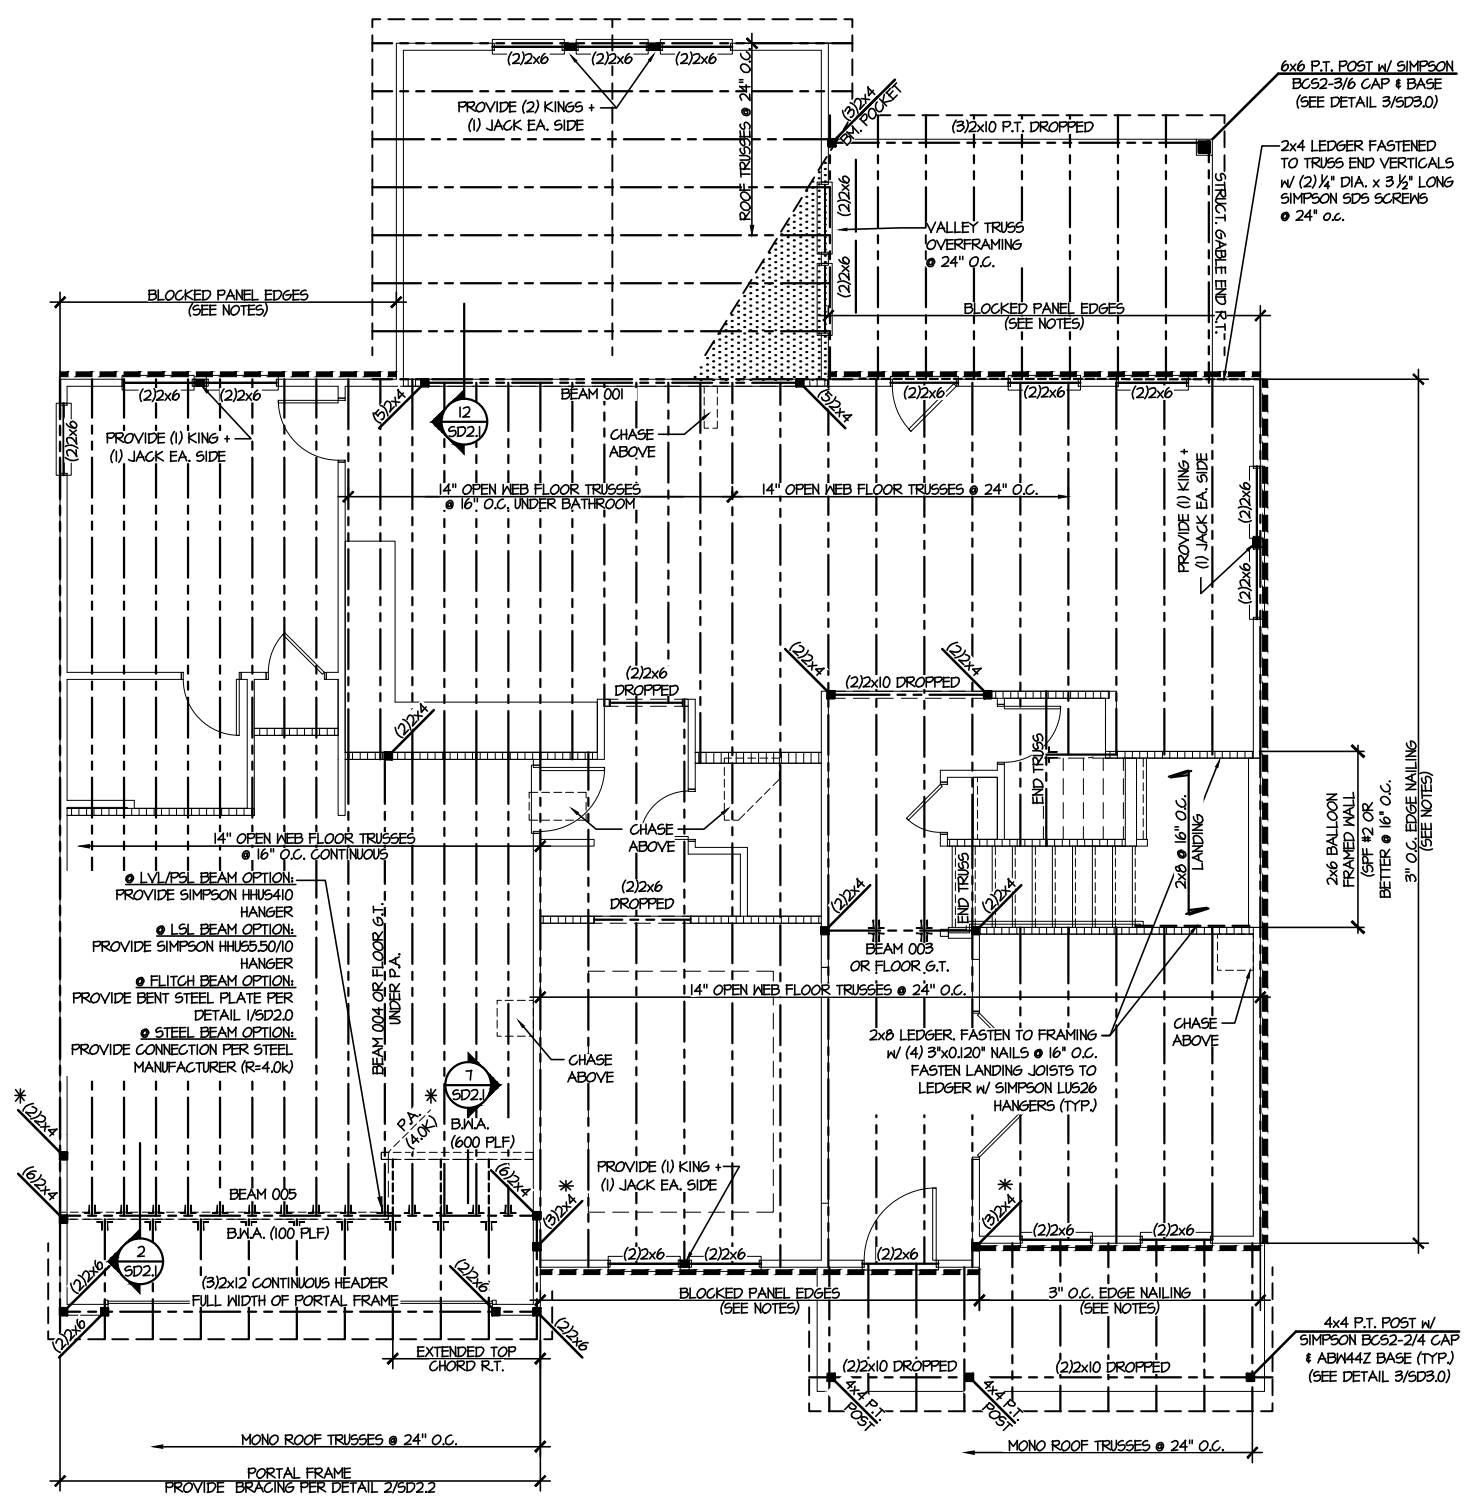 (2)2x6
(2)2x6
(2)2x6
PROVIDE (2) KINGS +
(1) JACK EA. SIDE
ROOF TRUSSES @ 24" O.C.
(3)2x4
BM. POCKET
(3)2x10 P.T. DROPPED
6x6 P.T. POST W/ SIMPSON
BCS2-3/6 CAP & BASE
(SEE DETAIL 3/SD3.0)
2x4 LEDGER FASTENED
TO TRUSS END VERTICALS
W/ (2) ¼" DIA. x 3 ½" LONG
SIMPSON SDS SCREWS
@ 24" O.C.
(2)2x6
(2)2x6
VALLEY TRUSS
OVERFRAMING
@ 24" O.C.
STRUCT. GABLE END R.T.
BLOCKED PANEL EDGES
(SEE NOTES)
BLOCKED PANEL EDGES
(SEE NOTES)
(2)2x6
(2)2x6
(2)2x6
PROVIDE (1) KING +
(1) JACK EA. SIDE
(5)2x4
12
SD2.1
BEAM 001
(5)2x4
CHASE
ABOVE
(2)2x6
(2)2x6
(2)2x6
14" OPEN WEB FLOOR TRUSSES
@ 16" O.C. UNDER BATHROOM
14" OPEN WEB FLOOR TRUSSES @ 24" O.C.
PROVIDE (1) KING +
(1) JACK EA. SIDE
(2)2x6
(2)2x6
(2)2x6
DROPPED
(2)2x4
(2)2x4
(2)2x10 DROPPED
(2)2x4
END TRUSS
14" OPEN WEB FLOOR TRUSSES
@ 16" O.C. CONTINUOUS
CHASE
ABOVE
2x8 @ 16" O.C.
LANDING
2x6 BALLOON
FRAMED WALL
(SPF #2 OR
BETTER @ 16" O.C.
3" O.C. EDGE NAILING
(SEE NOTES)
@ LVL/PSL BEAM OPTION:
PROVIDE SIMPSON HHUS410
HANGER
@ LSL BEAM OPTION:
PROVIDE SIMPSON HHUS5.50/10
HANGER
@ FLITCH BEAM OPTION:
PROVIDE BENT STEEL PLATE PER
DETAIL 1/SD2.0
@ STEEL BEAM OPTION:
PROVIDE CONNECTION PER STEEL
MANUFACTURER (R=4.0k)
BEAM 004 OR FLOOR G.T.
UNDER P.A.
(2)2x6
DROPPED
(2)2x4
END TRUSS
(2)2x4
BEAM 003
OR FLOOR G.T.
14" OPEN WEB FLOOR TRUSSES @ 24" O.C.
2x8 LEDGER. FASTEN TO FRAMING
W/ (4) 3"x0.120" NAILS @ 16" O.C.
FASTEN LANDING JOISTS TO
LEDGER W/ SIMPSON LUS26
HANGERS (TYP.)
CHASE
ABOVE
CHASE
ABOVE
7
SD2.1
P.A.
(4.0K)
*
B.W.A.
(600 PLF)
*
(2)2x4
(6)2x4
BEAM 005
B.W.A. (100 PLF)
(6)2x4
*
(3)2x4
PROVIDE (1) KING +
(1) JACK EA. SIDE
*
(3)2x4
(2)2x6
(2)2x6
(2)2x6
(2)2x6
(2)2x6
2
SD2.1
(2)2x6
(3)2x12 CONTINUOUS HEADER
FULL WIDTH OF PORTAL FRAME
(2)2x6
(2)2x6
(2)2x6
BLOCKED PANEL EDGES
(SEE NOTES)
3" O.C. EDGE NAILING
(SEE NOTES)
EXTENDED TOP
CHORD R.T.
(2)2x10 DROPPED
(2)2x10 DROPPED
4x4 P.T.
POST
4x4 P.T.
POST
4x4 P.T. POST W/
SIMPSON BCS2-2/4 CAP
& ABW44Z BASE (TYP.)
(SEE DETAIL 3/SD3.0)
MONO ROOF TRUSSES @ 24" O.C.
MONO ROOF TRUSSES @ 24" O.C.
PORTAL FRAME
PROVIDE BRACING PER DETAIL 2/SD2.2